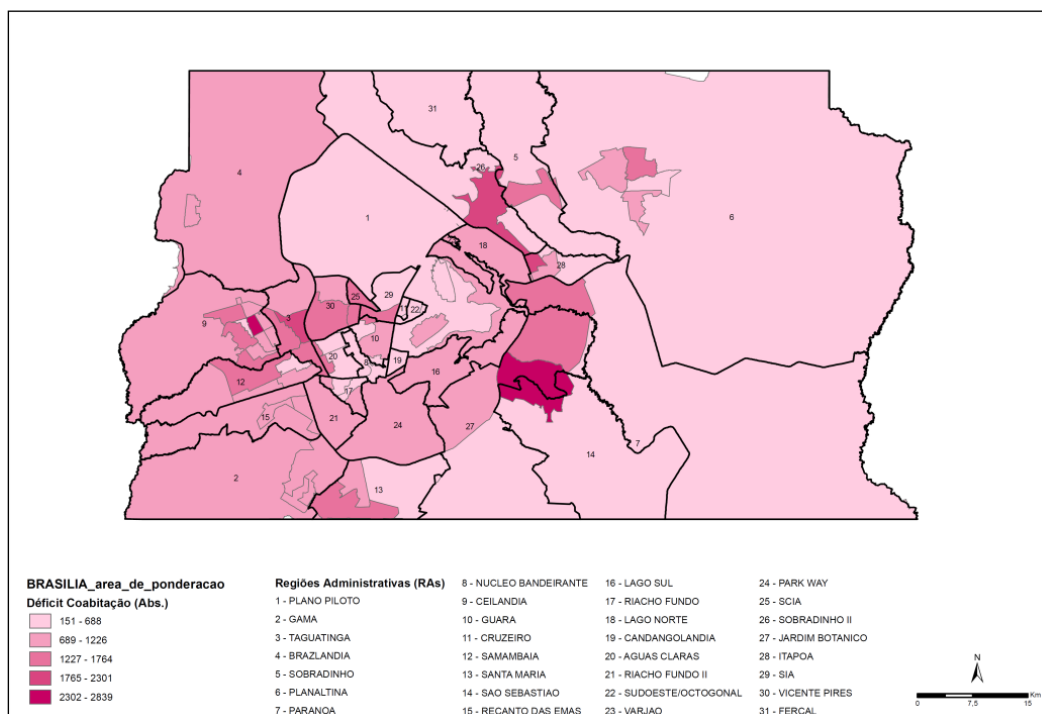 31
26
5
4
1
6
18
28
29
25
30
11
22
9
3
10
20
8
19
12
16
17
15
21
24
27
7
14
13
2
BRASILIA_area_de_ponderacao
Déficit Coabitação (Abs.)
151 - 688
689 - 1226
1227 - 1764
1765 - 2301
2302 - 2839
Regiões Administrativas (RAs)
1 - PLANO PILOTO
2 - GAMA
3 - TAGUATINGA
4 - BRAZLANDIA
5 - SOBRADINHO
6 - PLANALTINA
7 - PARANOA
8 - NUCLEO BANDEIRANTE
9 - CEILANDIA
10 - GUARA
11 - CRUZEIRO
12 - SAMAMBAIA
13 - SANTA MARIA
14 - SAO SEBASTIAO
15 - RECANTO DAS EMAS
16 - LAGO SUL
17 - RIACHO FUNDO
18 - LAGO NORTE
19 - CANDANGOLANDIA
20 - AGUAS CLARAS
21 - RIACHO FUNDO II
22 - SUDOESTE/OCTOGONAL
23 - VARJAO
24 - PARK WAY
25 - SCIA
26 - SOBRADINHO II
27 - JARDIM BOTANICO
28 - ITAPOA
29 - SIA
30 - VICENTE PIRES
31 - FERCAL
N
0 7,5 15
Km